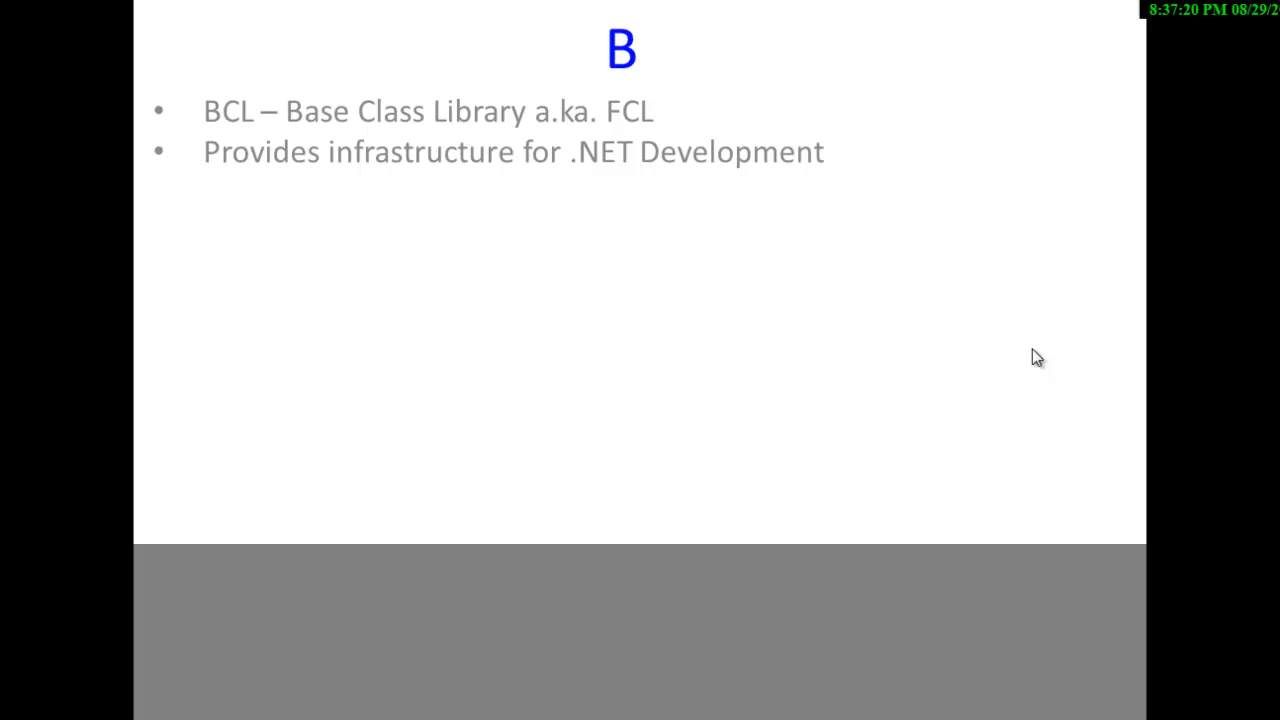 8:37:20 PM 08/29/2
B
• BCL – Base Class Library a.ka. FCL
• Provides infrastructure for .NET Development